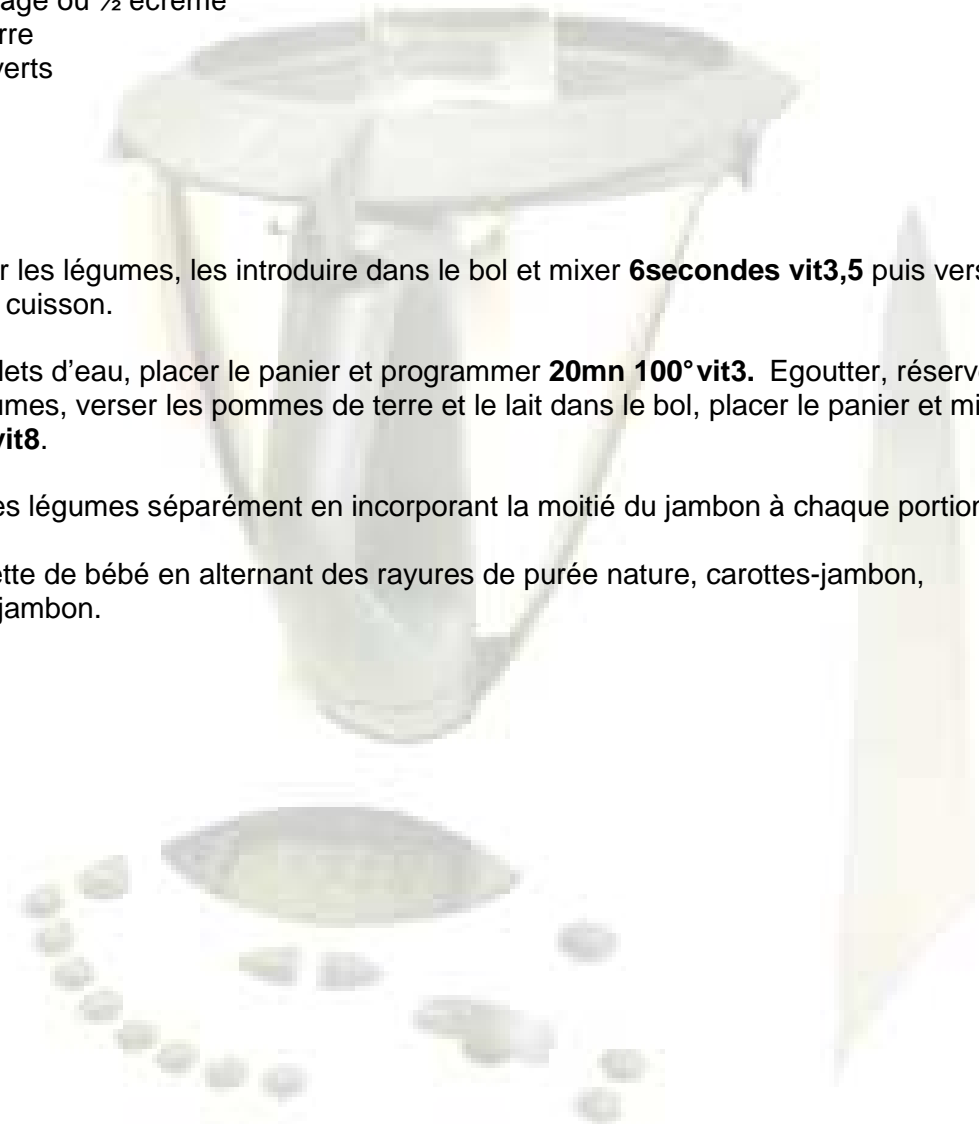 age ou ½ écrémé
rre
verts
r les légumes, les introduire dans le bol et mixer 6secondes vit3,5 puis vers
cuisson.
lets d’eau, placer le panier et programmer 20mn 100° vit3. Egoutter, réserve
umes, verser les pommes de terre et le lait dans le bol, placer le panier et mi
vit8.
es légumes séparément en incorporant la moitié du jambon à chaque portion
ette de bébé en alternant des rayures de purée nature, carottes-jambon,
jambon.